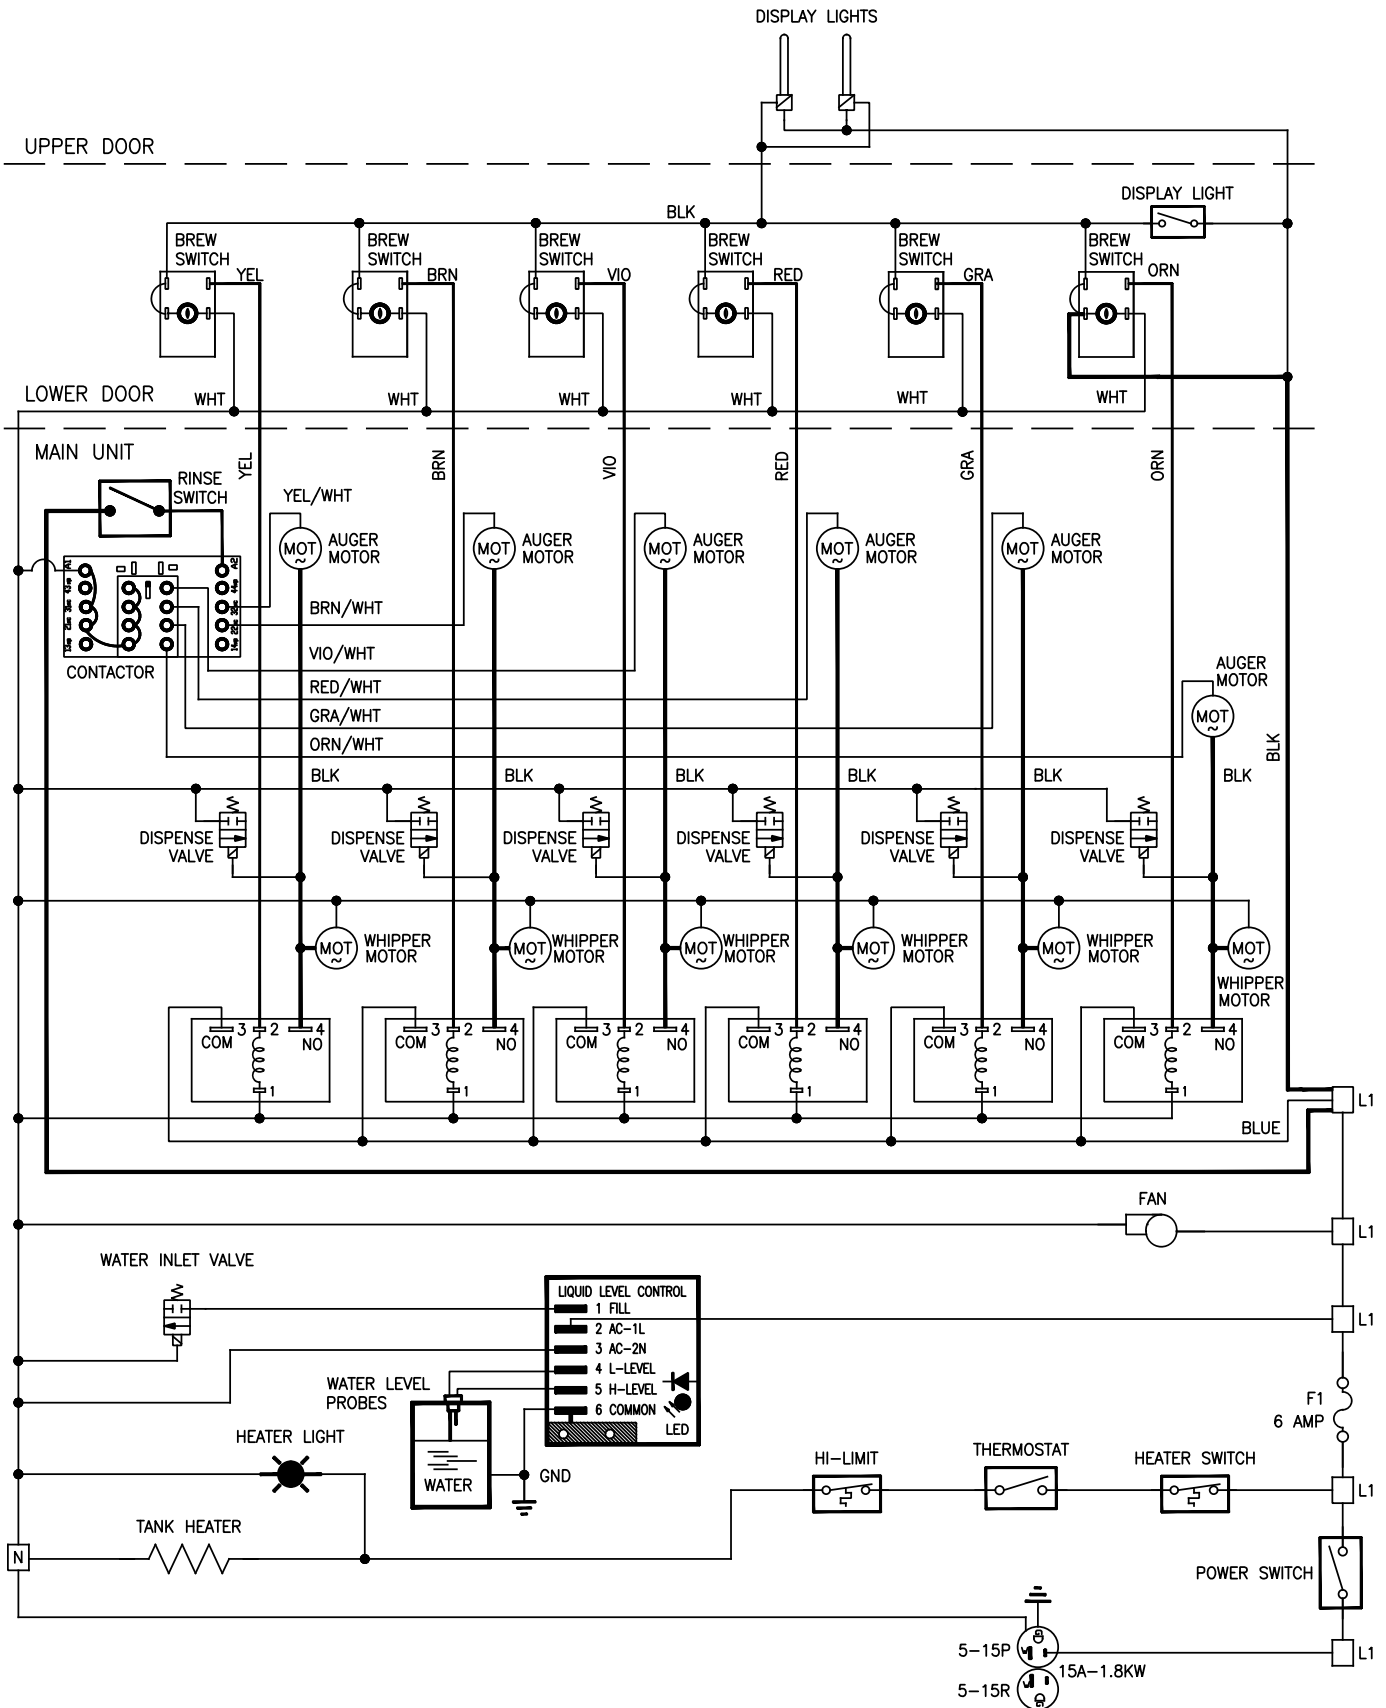 DISPLAY LIGHTS
UPPER DOOR
DISPLAY LIGHT
BLK
BREW SWITCH
BREW SWITCH
BREW SWITCH
BREW SWITCH
BREW SWITCH
BREW SWITCH
YEL
BRN
VIO
RED
GRA
ORN
LOWER DOOR
WHT
WHT
WHT
WHT
WHT
WHT
MAIN UNIT
YEL
BRN
VIO
RED
GRA
ORN
RINSE
SWITCH
YEL/WHT
MOT
~
AUGER
MOTOR
MOT
~
AUGER
MOTOR
MOT
~
AUGER
MOTOR
MOT
~
AUGER
MOTOR
MOT
~
AUGER
MOTOR
A1
A2
BRN/WHT
VIO/WHT
CONTACTOR
RED/WHT
GRA/WHT
ORN/WHT
AUGER
MOTOR
MOT
~
BLK
BLK
BLK
BLK
BLK
BLK
BLK
DISPENSE
VALVE
DISPENSE
VALVE
DISPENSE
VALVE
DISPENSE
VALVE
DISPENSE
VALVE
DISPENSE
VALVE
MOT
~
WHIPPER
MOTOR
MOT
~
WHIPPER
MOTOR
MOT
~
WHIPPER
MOTOR
MOT
~
WHIPPER
MOTOR
MOT
~
WHIPPER
MOTOR
MOT
~
WHIPPER
MOTOR
3 2 4
COM NO
1
3 2 4
COM NO
1
3 2 4
COM NO
1
3 2 4
COM NO
1
3 2 4
COM NO
1
3 2 4
COM NO
1
L1
BLUE
FAN
L1
WATER INLET VALVE
LIQUID LEVEL CONTROL
1 FILL
2 AC-1L
3 AC-2N
4 L-LEVEL
5 H-LEVEL
6 COMMON
LED
L1
WATER LEVEL
PROBES
WATER
GND
F1
6 AMP
HEATER LIGHT
HI-LIMIT
THERMOSTAT
HEATER SWITCH
L1
TANK HEATER
N
POWER SWITCH
5-15P
15A-1.8KW
5-15R
L1